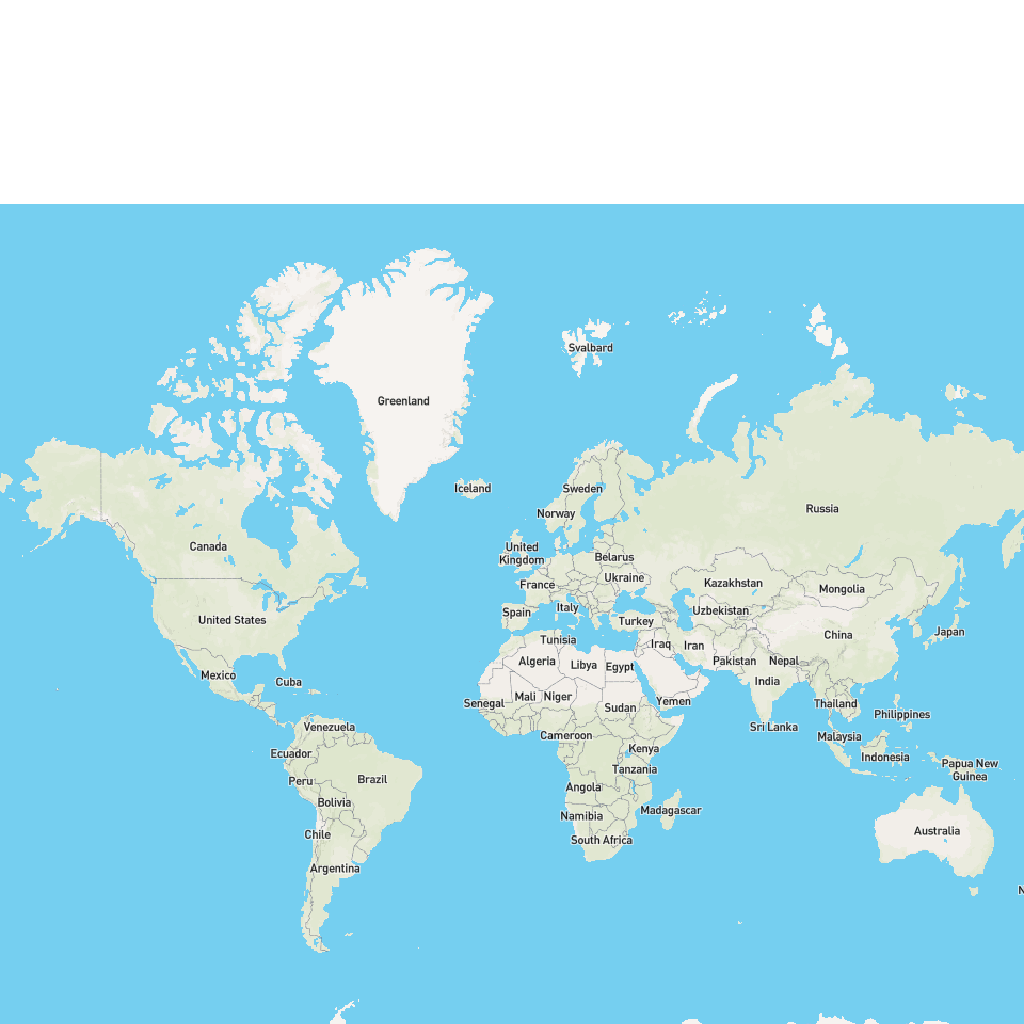 Svalbard
Greenland
Iceland
Sweden
Norway
Russia
Canada
United
Kingdom
Belarus
Ukraine
France
Kazakhstan
Mongolia
Italy
Spain
Uzbekistan
United States
Turkey
Japan
China
Tunisia
Iraq
Iran
Algeria
Libya
Egypt
Pakistan
Nepal
Mexico
Cuba
India
Mali
Niger
Senegal
Yemen
Thailand
Sudan
Philippines
Venezuela
Sri Lanka
Cameroon
Malaysia
Kenya
Ecuador
Indonesia
Papua New
Guinea
Tanzania
Peru
Brazil
Angola
Bolivia
Madagascar
Namibia
Chile
Australia
South Africa
Argentina
N